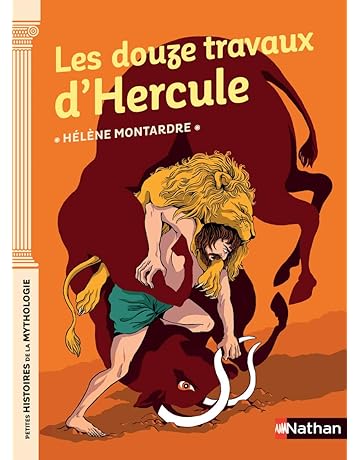 Les douze travaux
d'Hercule
* HÉLÈNE MONTARDRE *
PETITES HISTOIRES DE LA MYTHOLOGIE
Nathan